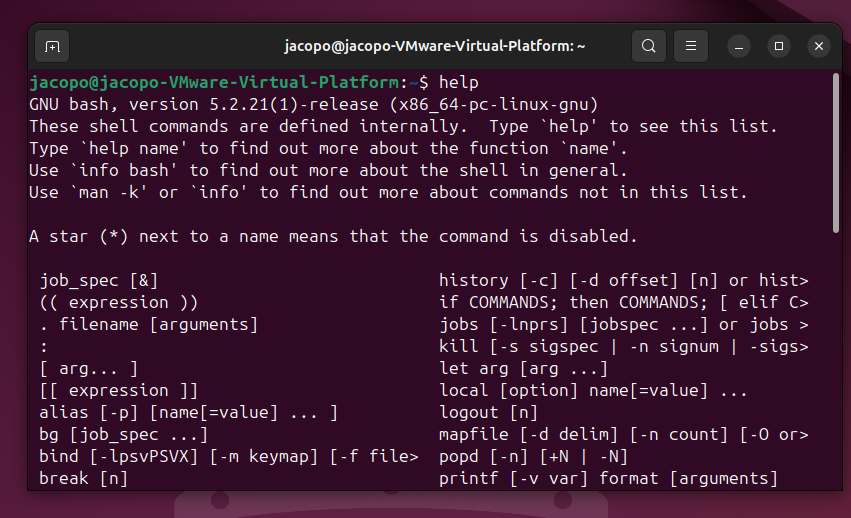 jacopo@jacopo-VMware-Virtual-Platform: ~
jacopo@jacopo-VMware-Virtual-Platform:~$ help
GNU bash, version 5.2.21(1)-release (x86_64-pc-linux-gnu)
These shell commands are defined internally.  Type `help' to see this list.
Type `help name' to find out more about the function `name'.
Use `info bash' to find out more about the shell in general.
Use `man -k' or `info' to find out more about commands not in this list.
A star (*) next to a name means that the command is disabled.
job_spec [&]                            history [-c] [-d offset] [n] or hist>
(( expression ))                        if COMMANDS; then COMMANDS; [ elif C>
. filename [arguments]                  jobs [-lnprs] [jobspec ...] or jobs >
:                                       kill [-s sigspec | -n signum | -sigs>
[ arg... ]                              let arg [arg ...]
[[ expression ]]                        local [option] name[=value] ...
alias [-p] [name[=value] ... ]          logout [n]
bg [job_spec ...]                       mapfile [-d delim] [-n count] [-O or>
bind [-lpsvPSVX] [-m keymap] [-f file>  popd [-n] [+N | -N]
break [n]                               printf [-v var] format [arguments]